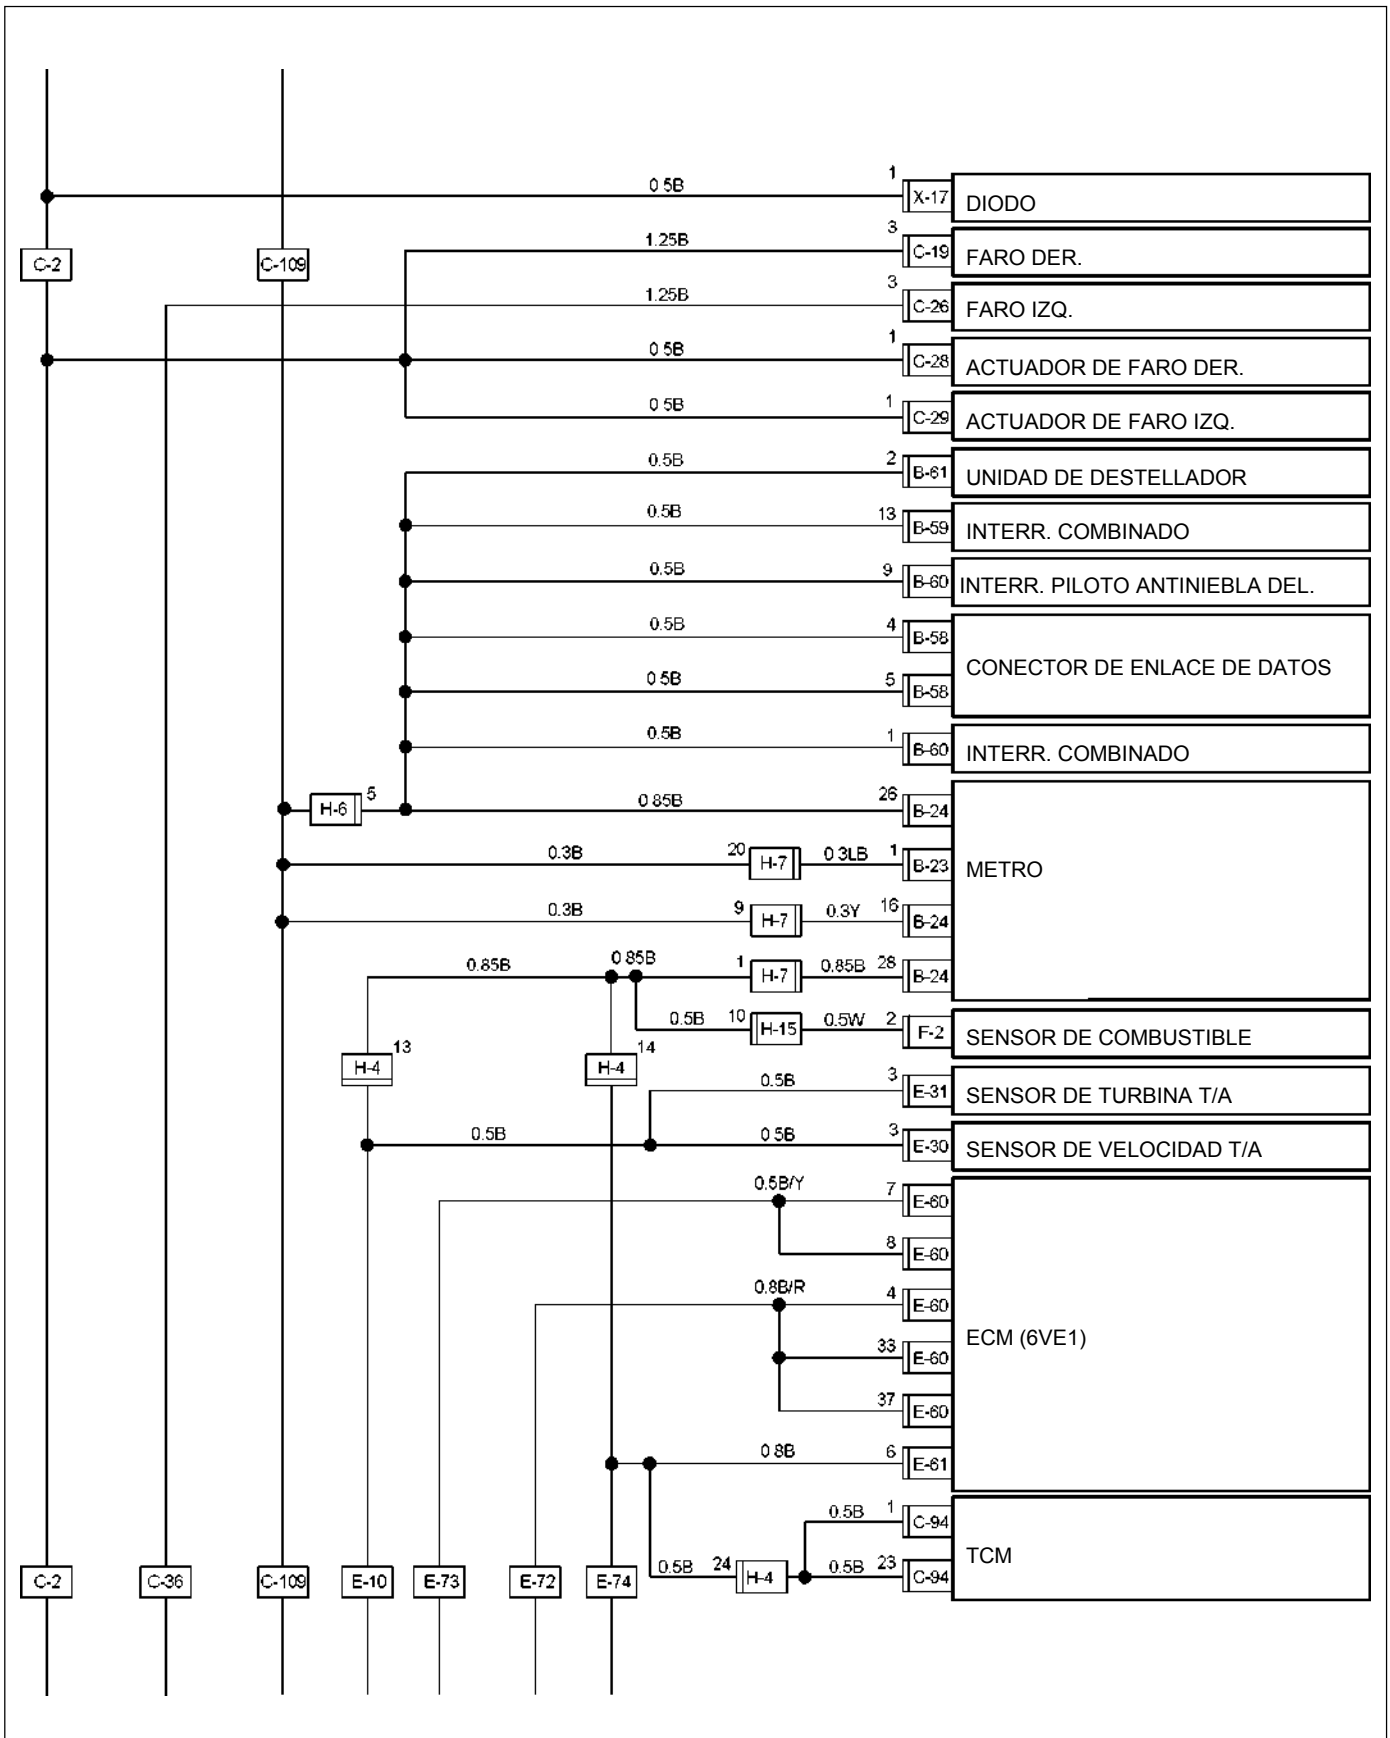 0 5B 1 X-17 DIODO
C-2 C-109 1.25B 3 C-19 FARO DER.
1.25B 3 C-26 FARO IZQ.
0 5B 1 C-28 ACTUADOR DE FARO DER.
0 5B 1 C-29 ACTUADOR DE FARO IZQ.
0.5B 2 B-61 UNIDAD DE DESTELLADOR
0.5B 13 B-59 INTERR. COMBINADO
0.5B 9 B-60 INTERR. PILOTO ANTINIEBLA DEL.
0.5B 4 B-58
CONECTOR DE ENLACE DE DATOS
0 5B 5 B-58
0.5B 1 B-60 INTERR. COMBINADO
H-6 5 0 85B 26 B-24
0.3B 20 H-7 0 3LB 1 B-23 METRO
0.3B 9 H-7 0.3Y 16 B-24
0.85B 0 85B 1 H-7 0.85B 28 B-24
0.5B 10 H-15 0.5W 2 F-2 SENSOR DE COMBUSTIBLE
H-4 13 H-4 14
0.5B 3 E-31 SENSOR DE TURBINA T/A
0.5B 0 5B 3 E-30 SENSOR DE VELOCIDAD T/A
0.5B/Y 7 E-60
8 E-60
0.8B/R 4 E-60
ECM (6VE1)
33 E-60
37 E-60
0 8B 6 E-61
0.5B 1 C-94
TCM
0.5B 24 H-4 0.5B 23 C-94
C-2 C-36 C-109 E-10 E-73 E-72 E-74